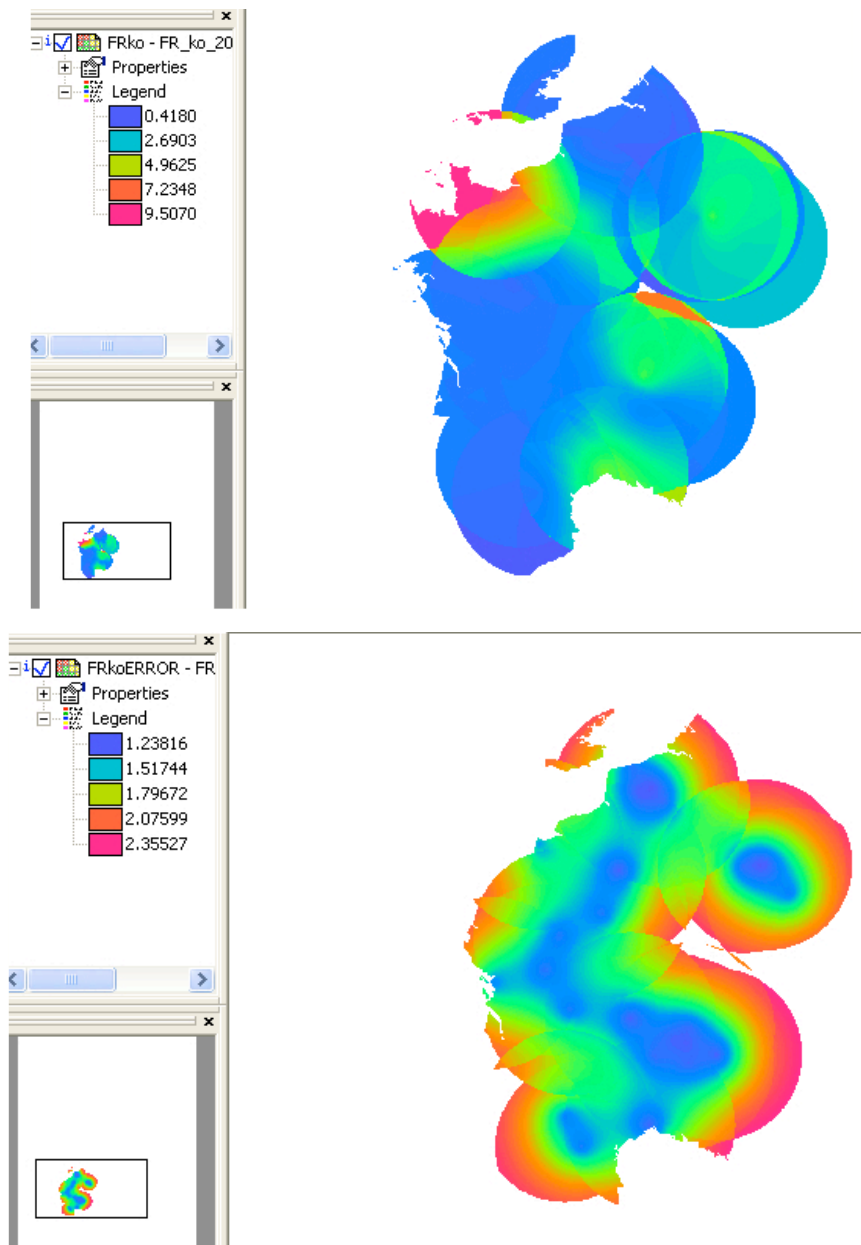 FRko - FR_ko_20
Properties
Legend
0.4180
2.6903
4.9625
7.2348
9.5070
FRkoERROR - FR
Properties
Legend
1.23816
1.51744
1.79672
2.07599
2.35527